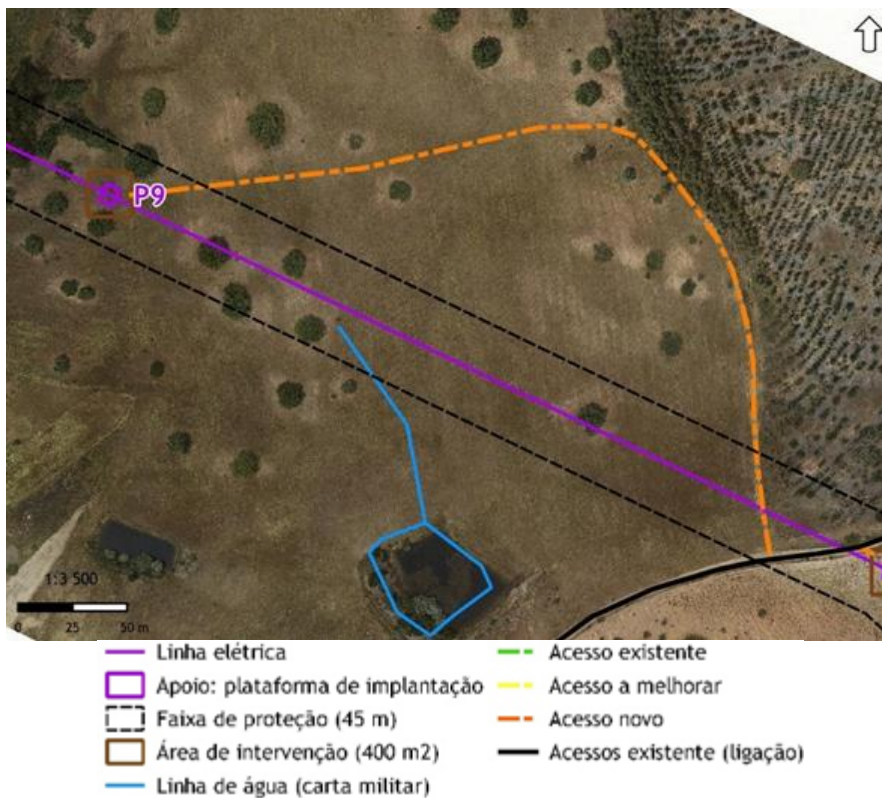 P9
1:3 500
0 25 50 m
Linha elétrica
Apoio: plataforma de implantação
Faixa de proteção (45 m)
Área de intervenção (400 m2)
Linha de água (carta militar)
Acesso existente
Acesso a melhorar
Acesso novo
Acessos existente (ligação)